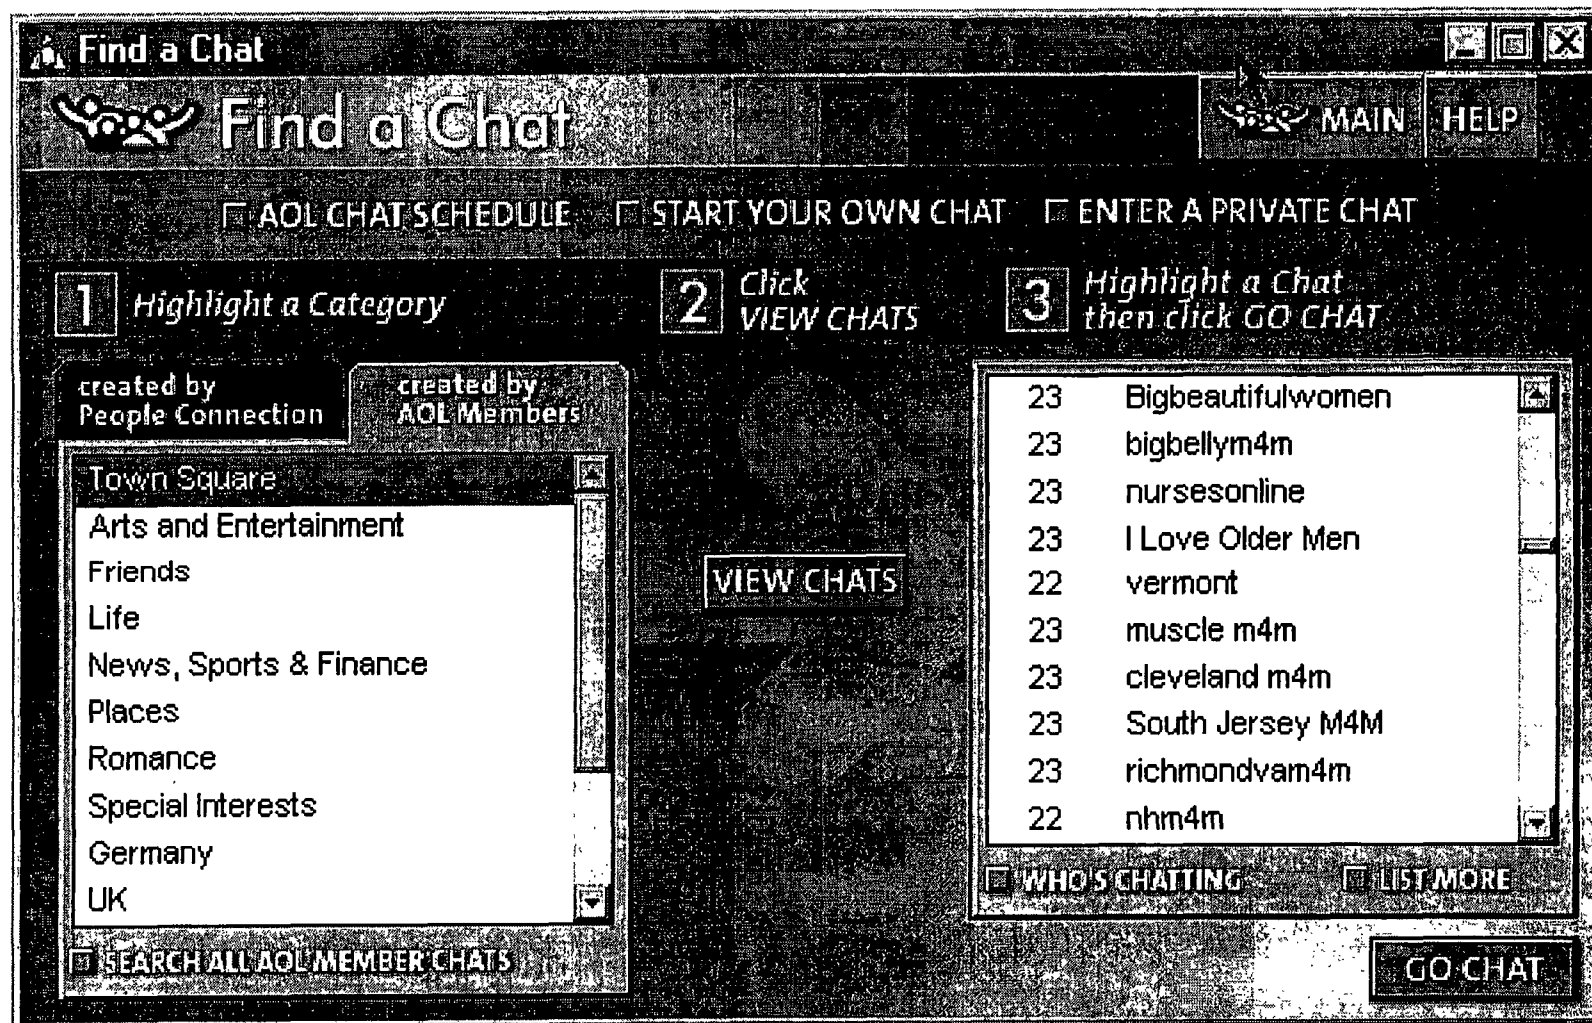 Find a Chat
Find a Chat
MAIN
HELP
AOL CHAT SCHEDULE
START YOUR OWN CHAT
ENTER A PRIVATE CHAT
1 Highlight a Category
2 Click
VIEW CHATS
3 Highlight a Chat
then click GO CHAT
created by
People Connection
created by
AOL Members
Town Square
Arts and Entertainment
Friends
Life
News, Sports & Finance
Places
Romance
Special Interests
Germany
UK
SEARCH ALL AOL MEMBER CHATS
VIEW CHATS
23 Bigbeautifulwomen
23 bigbellym4m
23 nursesonline
23 I Love Older Men
22 vermont
23 muscle m4m
23 cleveland m4m
23 South Jersey M4M
23 richmondvam4m
22 nhm4m
WHO'S CHATTING
LIST MORE
GO CHAT